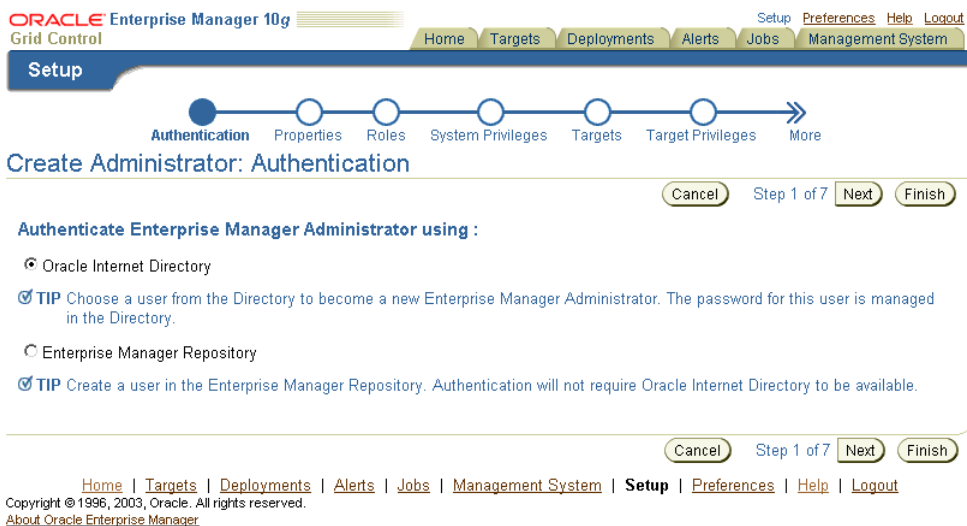 ORACLE Enterprise Manager 10g
Grid Control
Setup Preferences Help Logout
Home Targets Deployments Alerts Jobs Management System
Setup
Authentication Properties Roles System Privileges Targets Target Privileges More
Create Administrator: Authentication
Cancel Step 1 of 7 Next Finish
Authenticate Enterprise Manager Administrator using :
Oracle Internet Directory
TIP Choose a user from the Directory to become a new Enterprise Manager Administrator. The password for this user is managed
in the Directory.
Enterprise Manager Repository
TIP Create a user in the Enterprise Manager Repository. Authentication will not require Oracle Internet Directory to be available.
Cancel Step 1 of 7 Next Finish
Home | Targets | Deployments | Alerts | Jobs | Management System | Setup | Preferences | Help | Logout
Copyright © 1996, 2003, Oracle. All rights reserved.
About Oracle Enterprise Manager